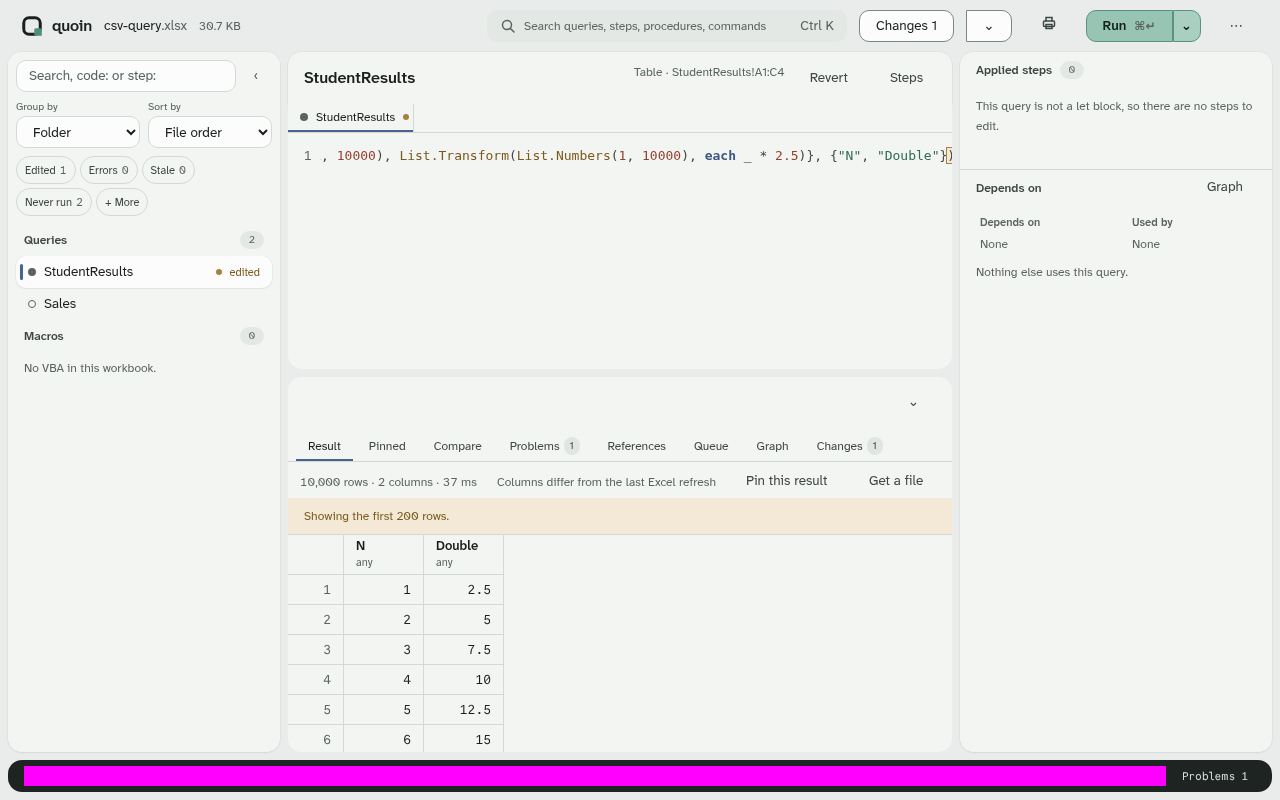 quoin csv-query.xlsx 30.7 KB Search queries, steps, procedures, commands Ctrl K Changes 1 Run ⌘↵ ⋯
Search, code: or step:
Group by Sort by
Folder File order
Edited 1 Errors 0 Stale 0
Never run 2 + More
Queries 2
StudentResults edited
Sales
Macros 0
No VBA in this workbook.
StudentResults Table · StudentResults!A1:C4 Revert Steps
StudentResults
1 , 10000), List.Transform(List.Numbers(1, 10000), each _ * 2.5)}, {"N", "Double"})
Result Pinned Compare Problems 1 References Queue Graph Changes 1
10,000 rows · 2 columns · 37 ms Columns differ from the last Excel refresh Pin this result Get a file
Showing the first 200 rows.
N Double
any any
1 1 2.5
2 2 5
3 3 7.5
4 4 10
5 5 12.5
6 6 15
Applied steps 0
This query is not a let block, so there are no steps to
edit.
Depends on Graph
Depends on Used by
None None
Nothing else uses this query.
Problems 1